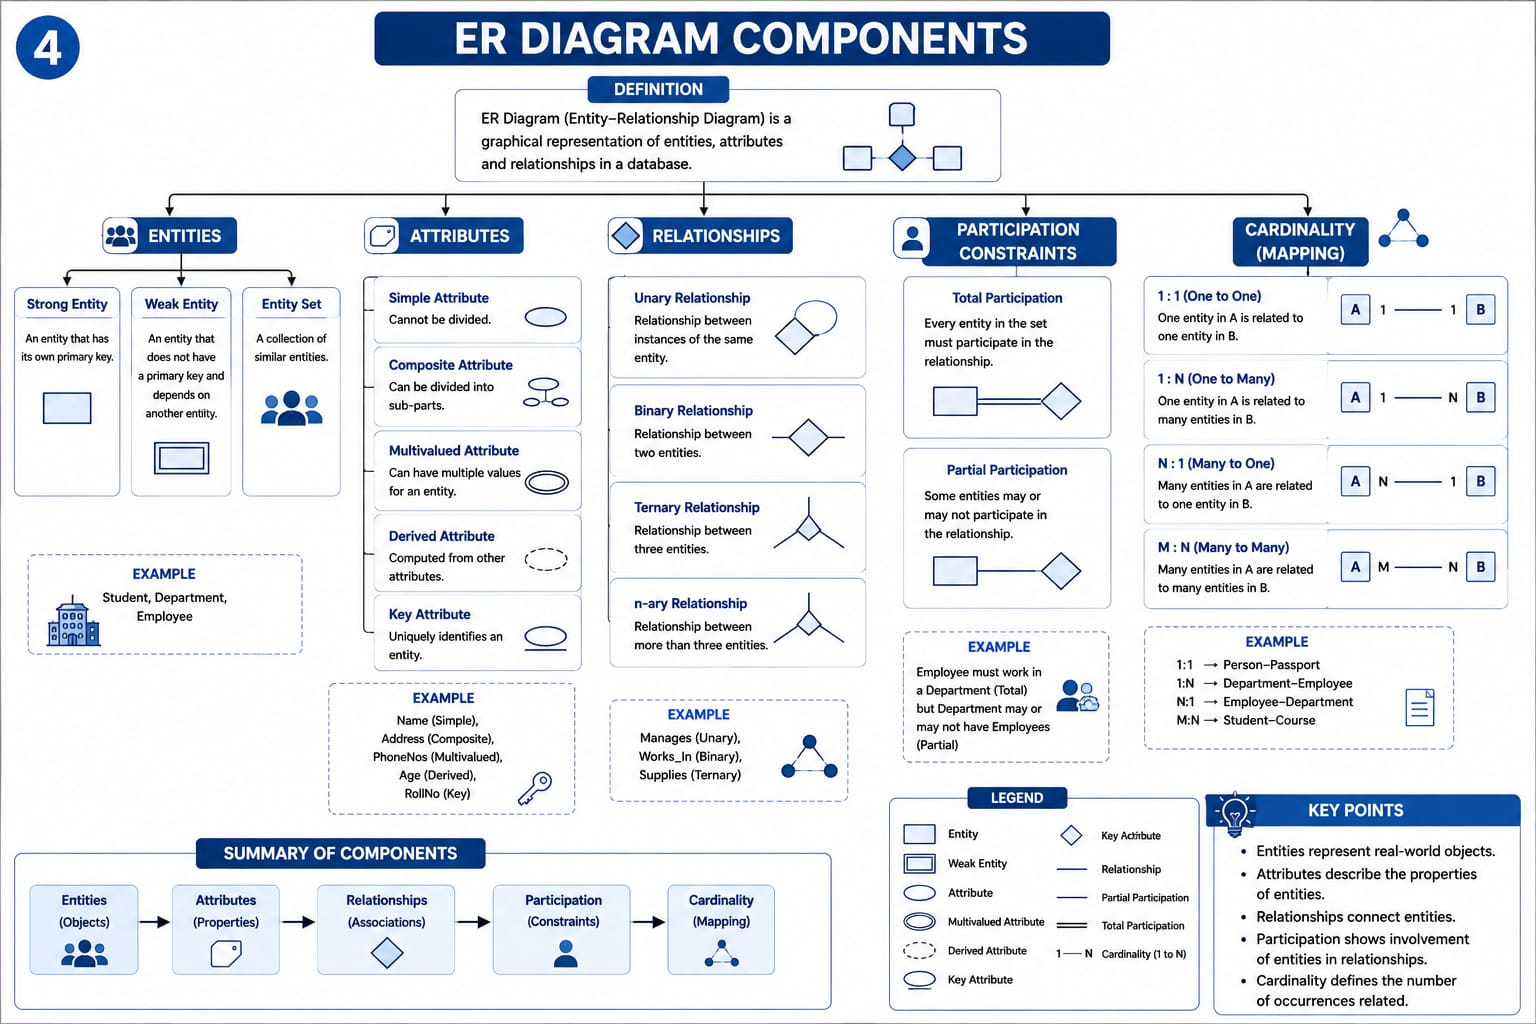 4
ER DIAGRAM COMPONENTS
DEFINITION
ER Diagram (Entity–Relationship Diagram) is a
graphical representation of entities, attributes
and relationships in a database.
ENTITIES
Strong Entity
An entity that has
its own primary key.
Weak Entity
An entity that
does not have
a primary key and
depends on
another entity.
Entity Set
A collection of
similar entities.
EXAMPLE
Student, Department,
Employee
ATTRIBUTES
Simple Attribute
Cannot be divided.
Composite Attribute
Can be divided into
sub-parts.
Multivalued Attribute
Can have multiple values
for an entity.
Derived Attribute
Computed from other
attributes.
Key Attribute
Uniquely identifies an
entity.
EXAMPLE
Name (Simple),
Address (Composite),
PhoneNos (Multivalued),
Age (Derived),
RollNo (Key)
RELATIONSHIPS
Unary Relationship
Relationship between
instances of the same
entity.
Binary Relationship
Relationship between
two entities.
Ternary Relationship
Relationship between
three entities.
n-ary Relationship
Relationship between
more than three entities.
EXAMPLE
Manages (Unary),
Works_In (Binary),
Supplies (Ternary)
PARTICIPATION
CONSTRAINTS
Total Participation
Every entity in the set
must participate in the
relationship.
Partial Participation
Some entities may or
may not participate in
the relationship.
EXAMPLE
Employee must work in
a Department (Total)
but Department may or
may not have Employees
(Partial)
CARDINALITY
(MAPPING)
1 : 1 (One to One)
One entity in A is related to
one entity in B.
A 1 1 B
1 : N (One to Many)
One entity in A is related to
many entities in B.
A 1 N B
N : 1 (Many to One)
Many entities in A are related
to one entity in B.
A N 1 B
M : N (Many to Many)
Many entities in A are related
to many entities in B.
A M N B
EXAMPLE
1:1 → Person–Passport
1:N → Department–Employee
N:1 → Employee–Department
M:N → Student–Course
SUMMARY OF COMPONENTS
Entities
(Objects)
Attributes
(Properties)
Relationships
(Associations)
Participation
(Constraints)
Cardinality
(Mapping)
LEGEND
Entity
Weak Entity
Attribute
Multivalued Attribute
Derived Attribute
Key Attribute
Key
Relationship
Partial Participation
Total Participation
1 — N Cardinality (1 to N)
KEY POINTS
• Entities represent real-world objects.
• Attributes describe the properties
of entities.
• Relationships connect entities.
• Participation shows involvement
of entities in relationships.
• Cardinality defines the number
of occurrences related.